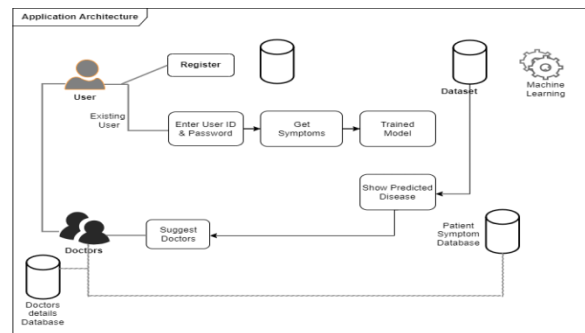 Application Architecture
Register
User
Dataset
Machine
Learning
Existing
User
Enter User ID
& Password
Get
Symptoms
Trained
Model
Show Predicted
Disease
Suggest
Doctors
Doctors
Patient
Symptom
Database
Doctors
details
Database